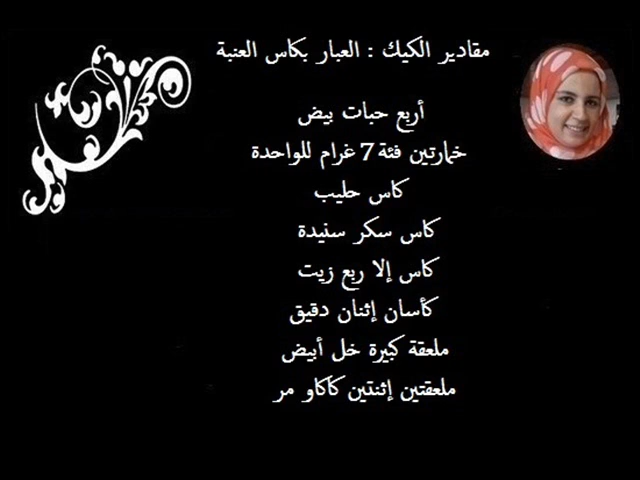 مقادير الكيك : العبار بكاس العنبة
أربع حبات بيض
خمارتين فئة 7 غرام للواحدة
كاس حليب
كاس سكر سنيدة
كاس إلا ربع زيت
كأسان إثنان دقيق
ملعقة كبيرة خل أبيض
ملعقتين إثنتين كاكاو مر